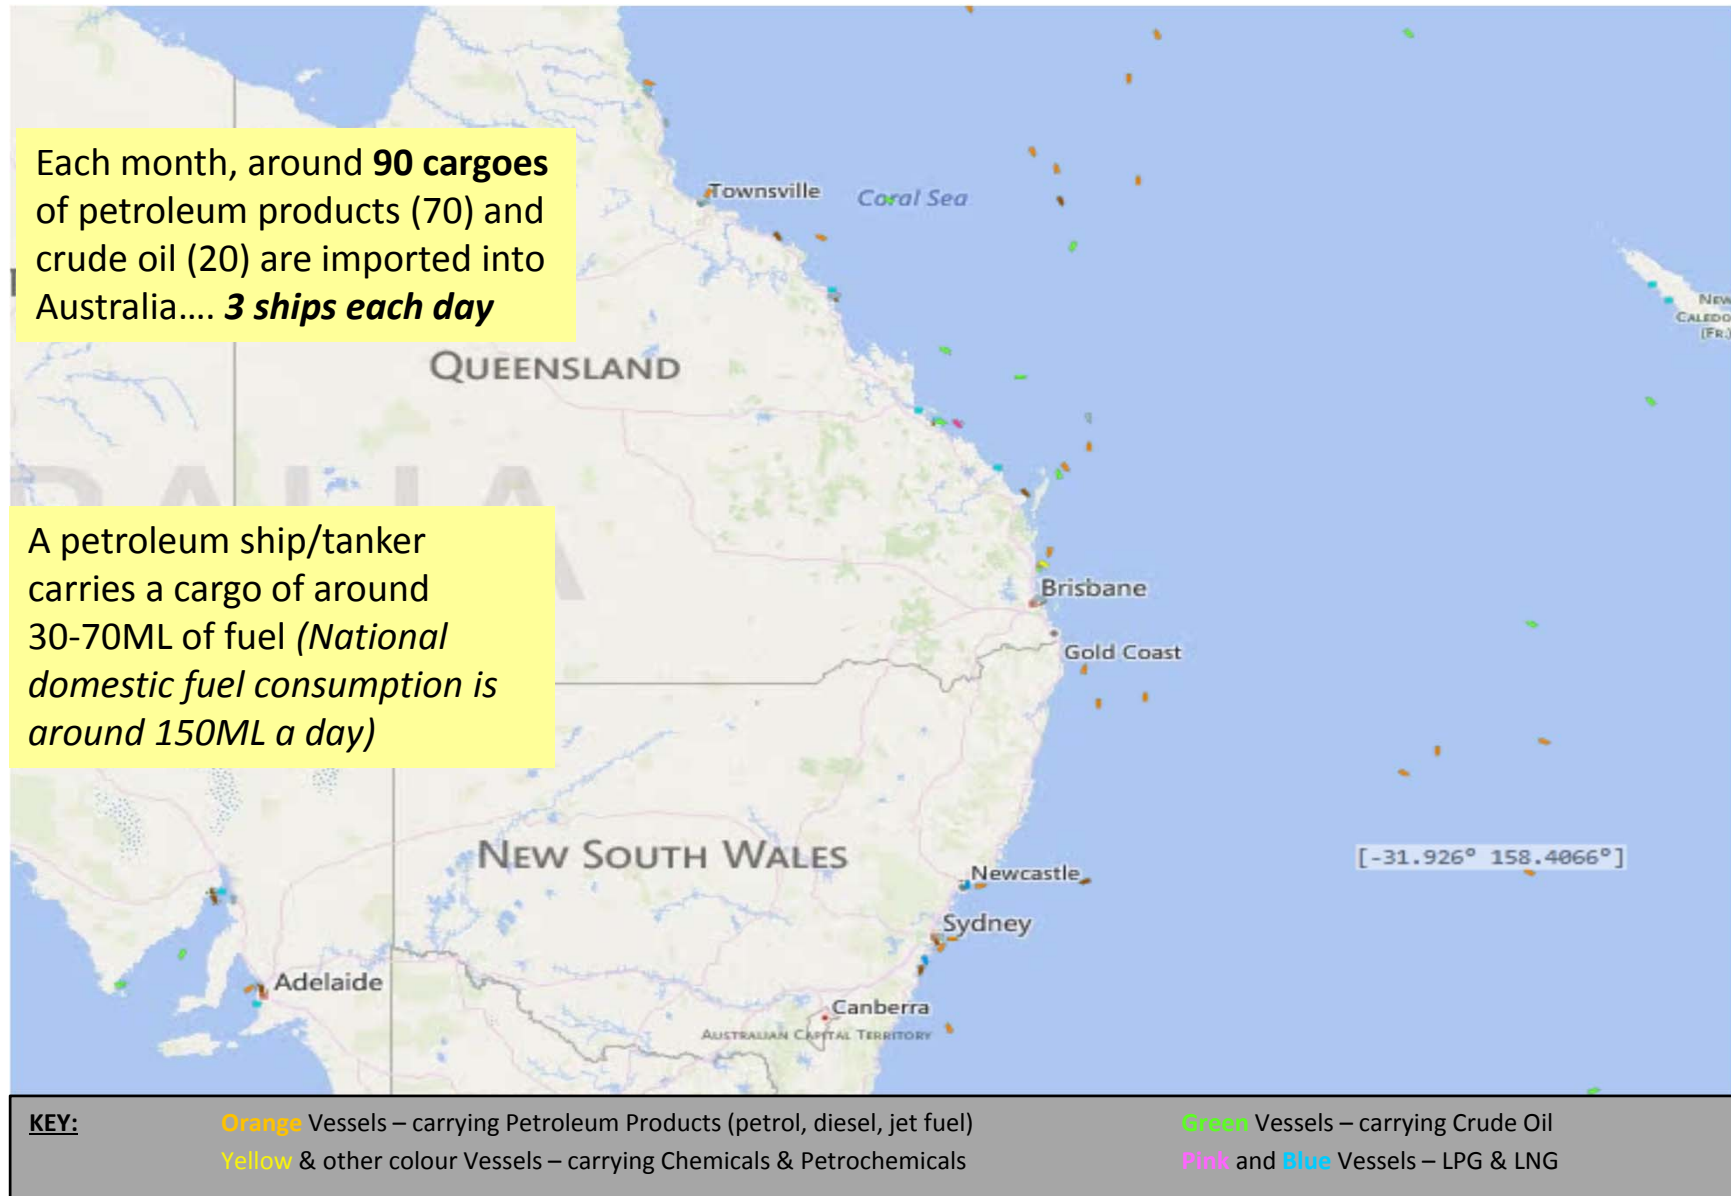 Each month, around 90 cargoes
of petroleum products (70) and
crude oil (20) are imported into
Australia.... 3 ships each day
Townsville
Coral Sea
NEW
CALEDO
(FR.)
QUEENSLAND
RALIA
A petroleum ship/tanker
carries a cargo of around
30-70ML of fuel (National
domestic fuel consumption is
around 150ML a day)
Brisbane
Gold Coast
NEW SOUTH WALES
[-31.926° 158.4066°]
Newcastle
Sydney
Adelaide
Canberra
AUSTRALIAN CAPITAL TERRITORY
KEY:
Orange Vessels – carrying Petroleum Products (petrol, diesel, jet fuel)
Green Vessels – carrying Crude Oil
Yellow & other colour Vessels – carrying Chemicals & Petrochemicals
Pink and Blue Vessels – LPG & LNG